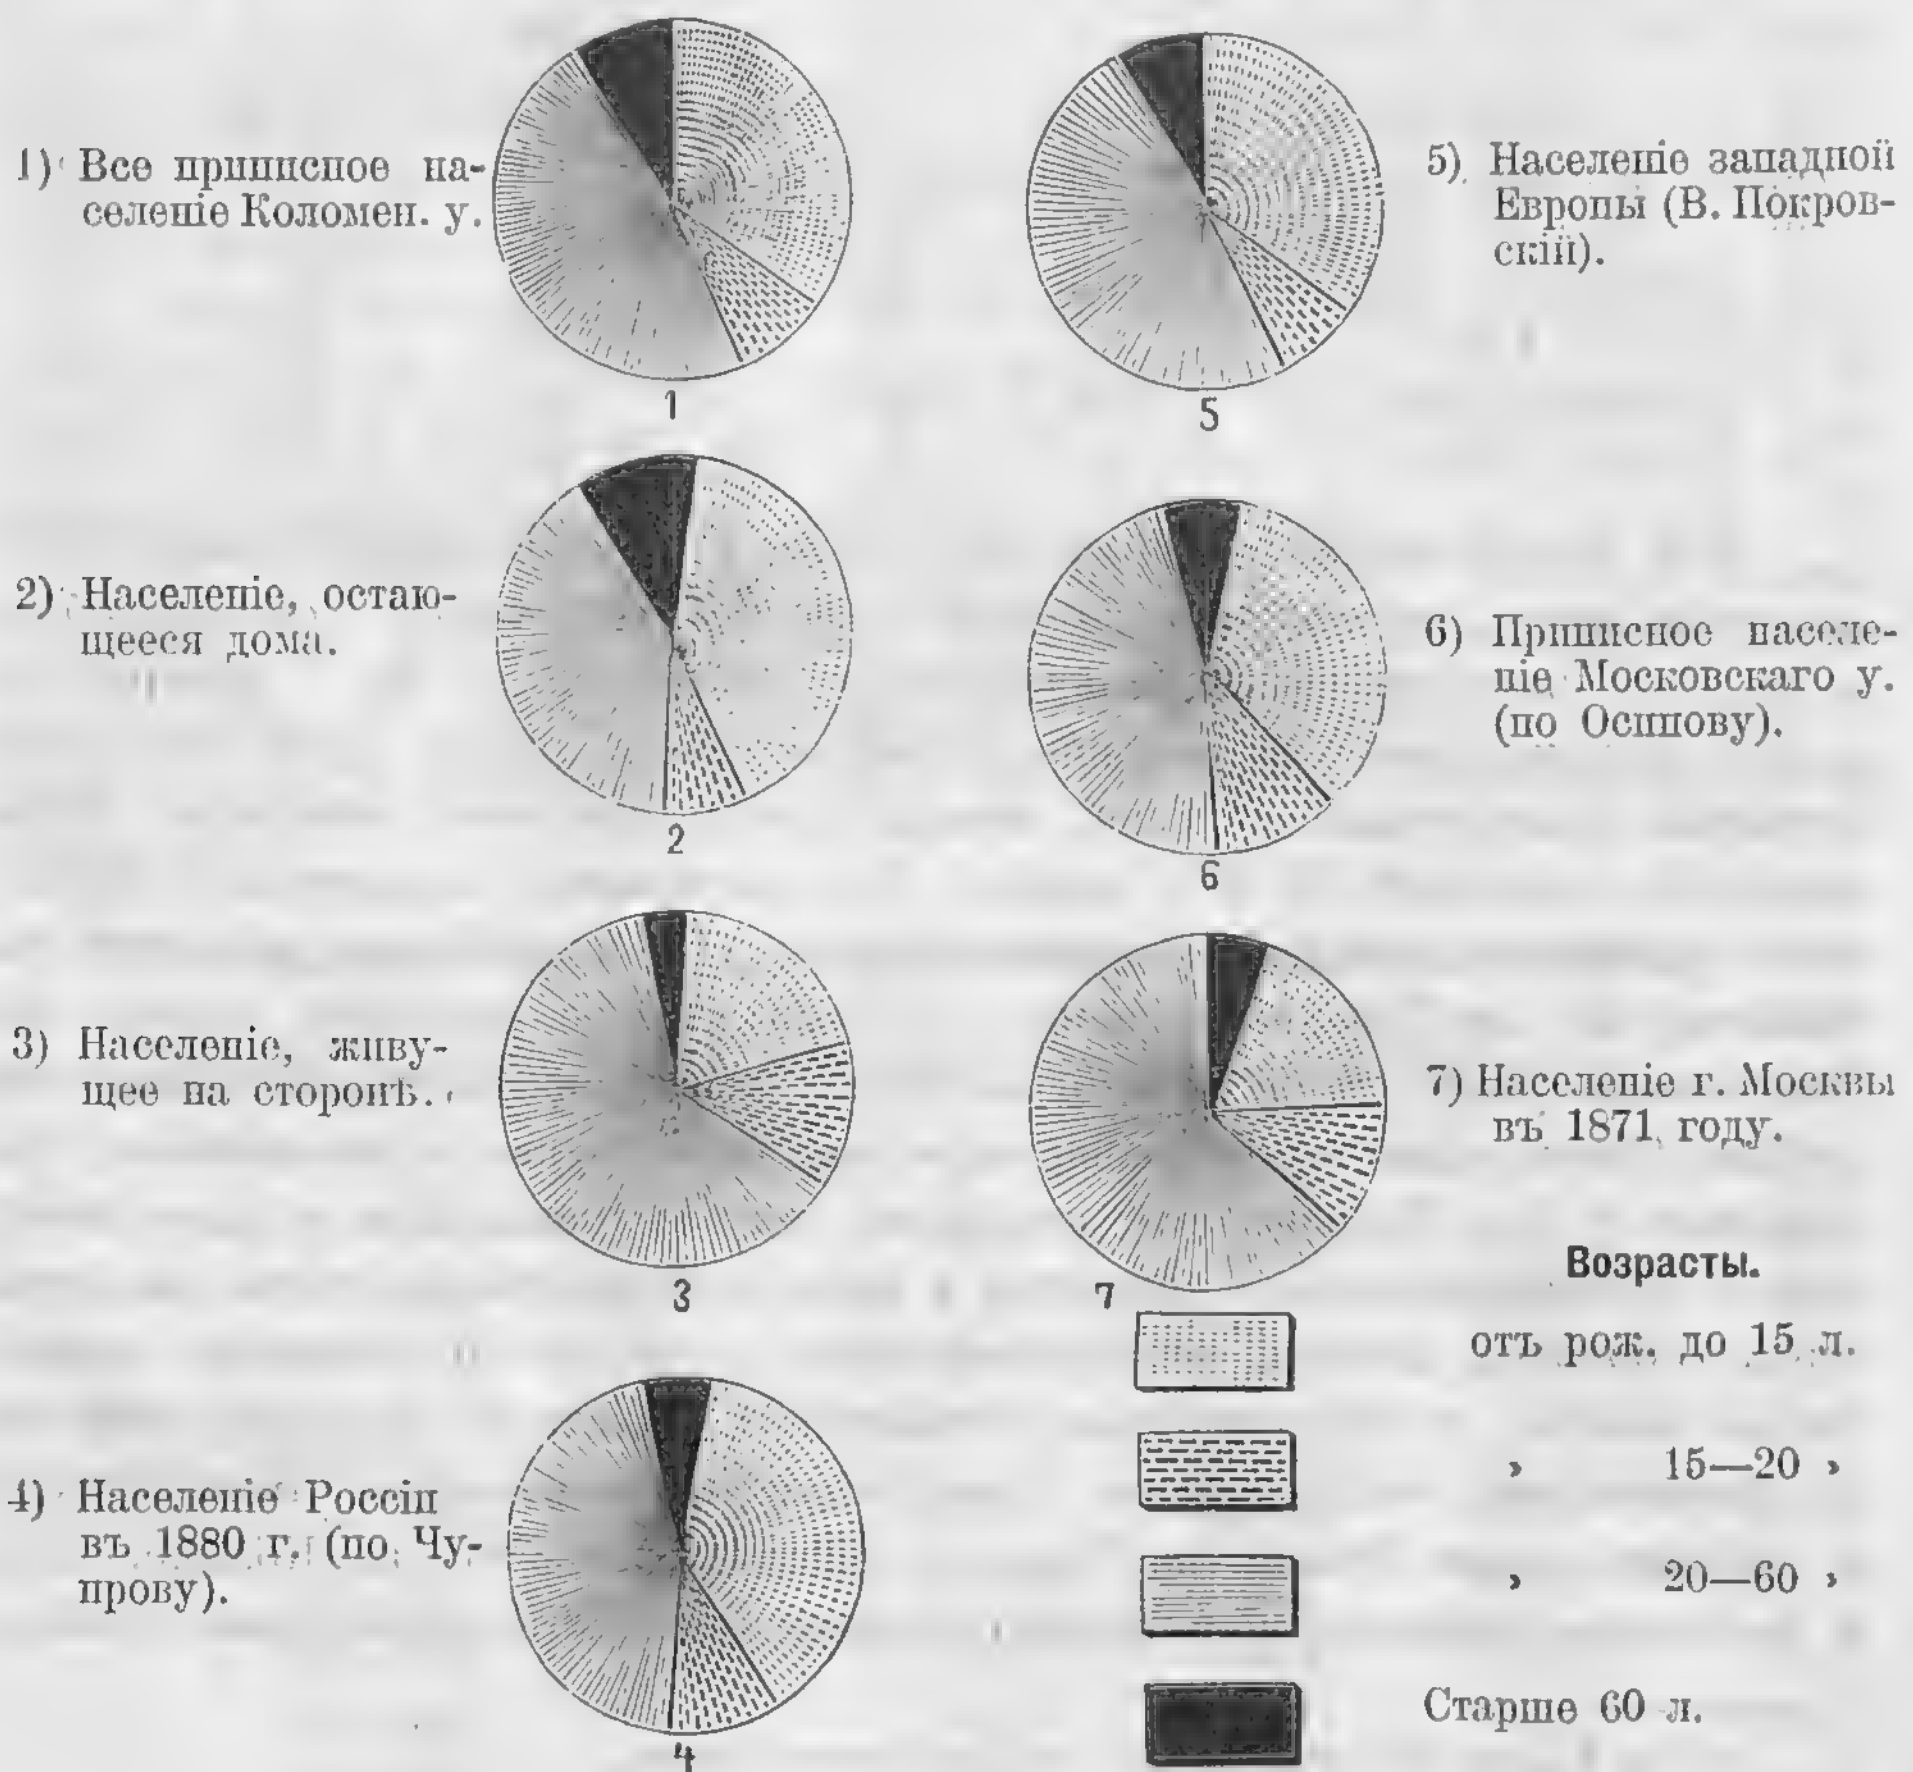 1) Все приписное на-
селеніе Коломен. у.
1
2) Населеніе, остаю-
щееся дома.
2
3) Населеніе, живу-
щее на сторонѣ.
3
4) Населеніе Россіи
въ 1880 г. (по Чу-
прову).
4
5) Населеніе западной
Европы (В. Покров-
скій).
5
6) Приписное населе-
ніе Московскаго у.
(по Осипову).
6
7) Населеніе г. Москвы
въ 1871 году.
7
Возрасты.
отъ рож. до 15 л.
» 15—20 »
» 20—60 »
Старше 60 л.